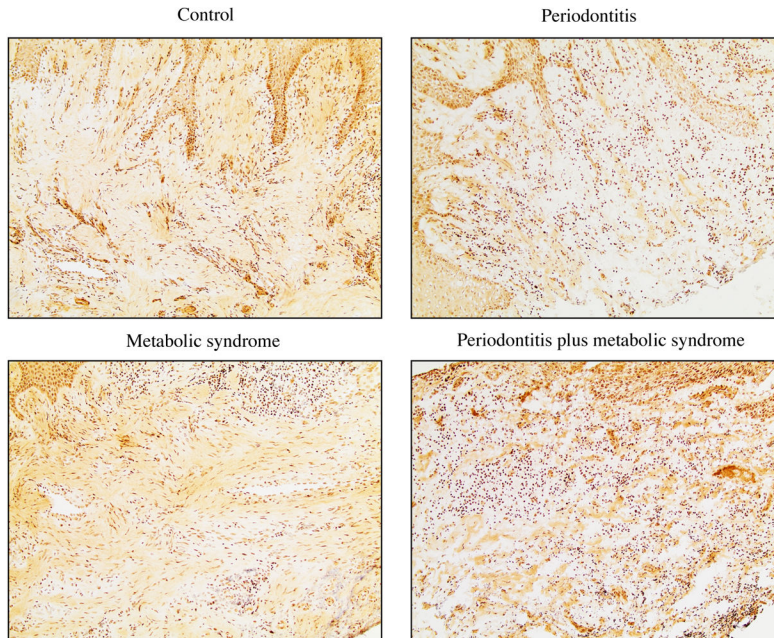 Control
Periodontitis
Metabolic syndrome
Periodontitis plus metabolic syndrome